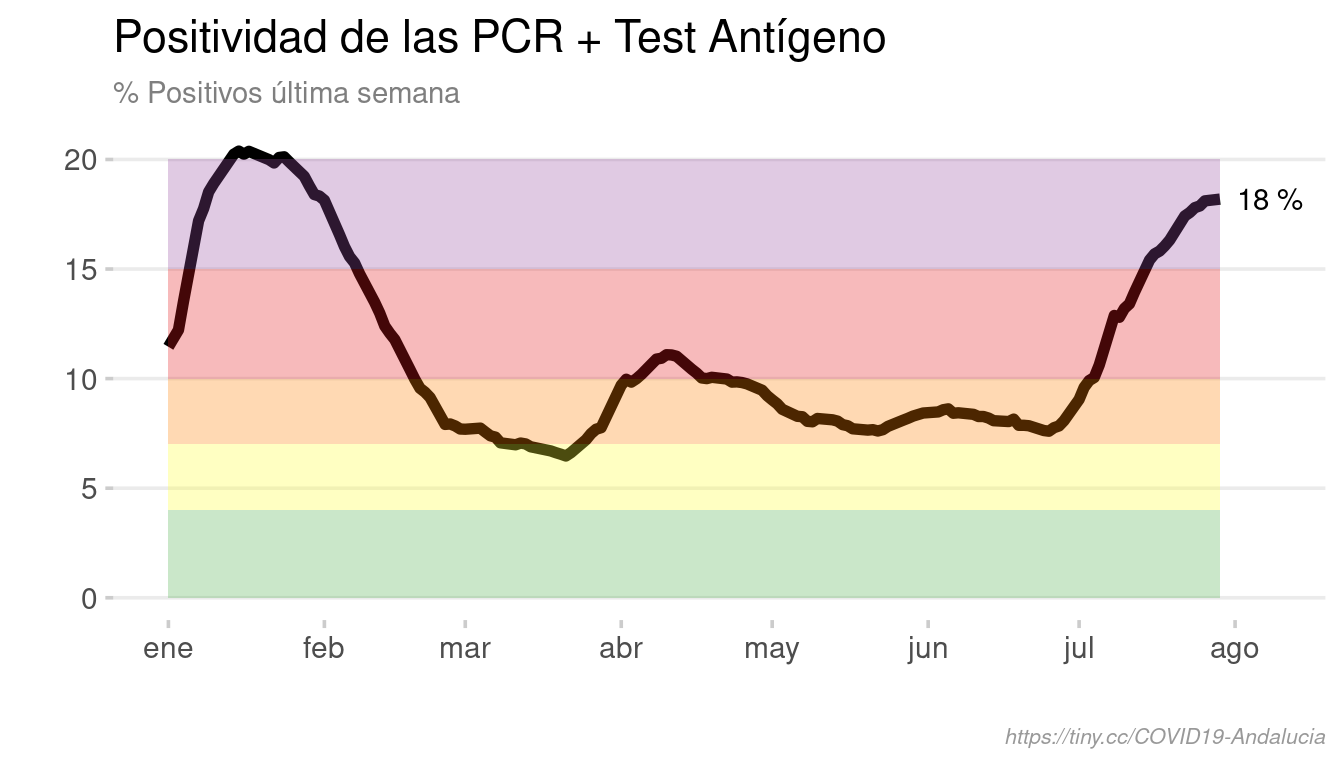 Positividad de las PCR + Test Antígeno
% Positivos última semana
20
18 %
15
10
5
0
ene feb mar abr may jun jul ago
https://tiny.cc/COVID19-Andalucia